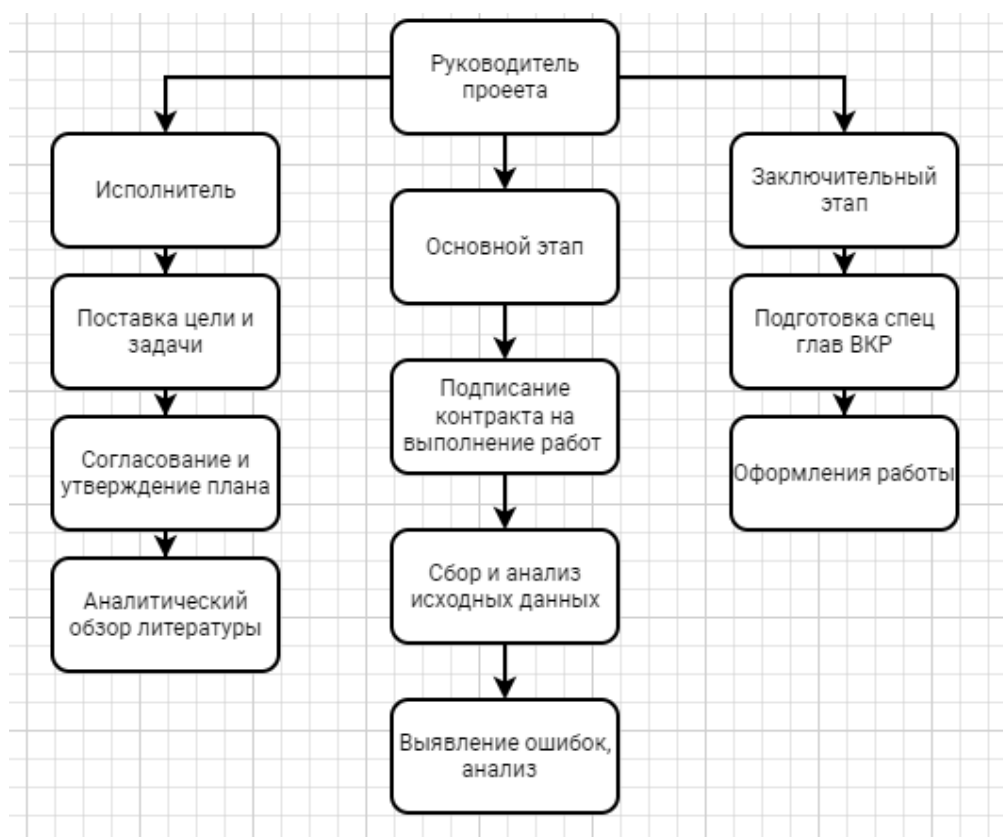 Руководитель
проеета
Исполнитель
Поставка цели и
задачи
Согласование и
утверждение плана
Аналитический
обзор литературы
Основной этап
Подписание
контракта на
выполнение работ
Сбор и анализ
исходных данных
Выявление ошибок,
анализ
Заключительный
этап
Подготовка спец
глав ВКР
Оформления работы